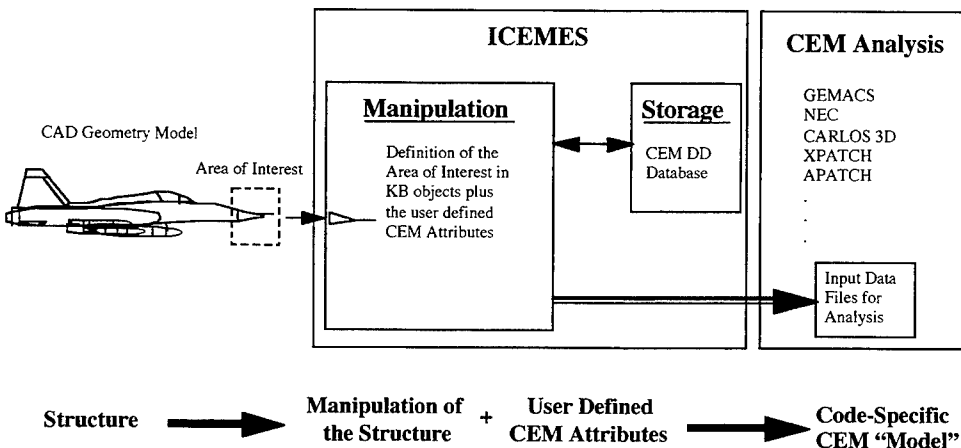 ICEMES
CEM Analysis
CAD Geometry Model
Area of Interest
Manipulation
Definition of the
Area of Interest in
KB objects plus
the user defined
CEM Attributes
Storage
CEM DD
Database
GEMACS
NEC
CARLOS 3D
XPATCH
APATCH
.
.
.
Input Data
Files for
Analysis
Structure
Manipulation of
the Structure
+
User Defined
CEM Attributes
Code-Specific
CEM “Model”